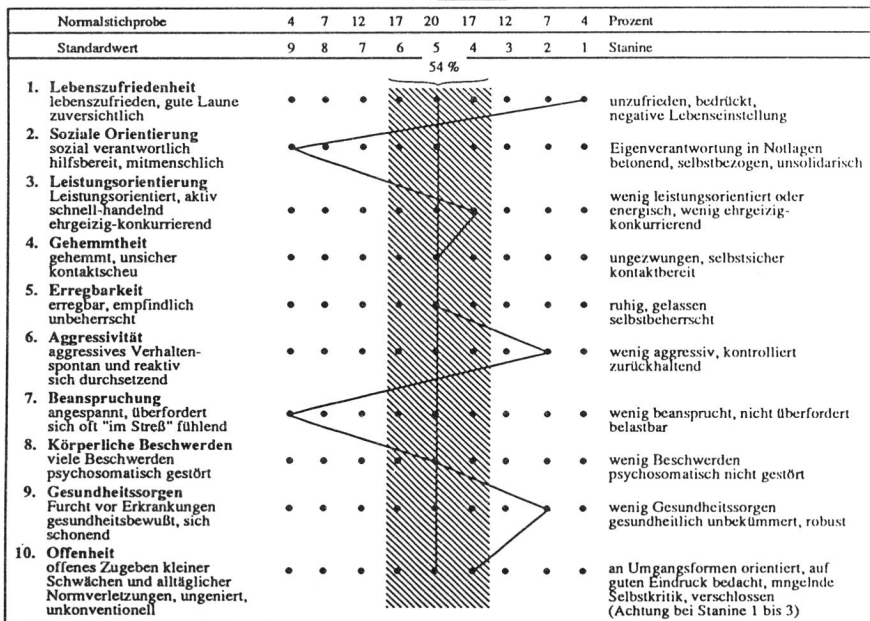 Normalstichprobe 4 7 12 17 20 17 12 7 4 Prozent
Standardwert 9 8 7 6 5 4 3 2 1 Stanine
54 %
1. Lebenszufriedenheit
lebenszufrieden, gute Laune
zuversichtlich
unzufrieden, bedrückt,
negative Lebenseinstellung
2. Soziale Orientierung
sozial verantwortlich
hilfsbereit, mitmenschlich
Eigenverantwortung in Notlagen
betonend, selbstbezogen, unsolidarisch
3. Leistungsorientierung
Leistungsorientiert, aktiv
schnell-handelnd
ehrgeizig-konkurrierend
wenig leistungsorientiert oder
energisch, wenig ehrgeizig-
konkurrierend
4. Gehemmtheit
gehemmt, unsicher
kontaktscheu
ungezwungen, selbstsicher
kontaktbereit
5. Erregbarkeit
erregbar, empfindlich
unbeherrscht
ruhig, gelassen
selbstbeherrscht
6. Aggressivität
aggressives Verhalten-
spontan und reaktiv
sich durchsetzend
wenig aggressiv, kontrolliert
zurückhaltend
7. Beanspruchung
angespannt, überfordert
sich oft "im Streß" fühlend
wenig beansprucht, nicht überfordert
belastbar
8. Körperliche Beschwerden
viele Beschwerden
psychosomatisch gestört
wenig Beschwerden
psychosomatisch nicht gestört
9. Gesundheitssorgen
Furcht vor Erkrankungen
gesundheitsbewußt, sich
schonend
wenig Gesundheitssorgen
gesundheitlich unbekümmert, robust
10. Offenheit
offenes Zugeben kleiner
Schwächen und alltäglicher
Normverletzungen, ungeniert,
unkonventionell
an Umgangsformen orientiert, auf
guten Eindruck bedacht, mngelnde
Selbstkritik, verschlossen
(Achtung bei Stanine 1 bis 3)